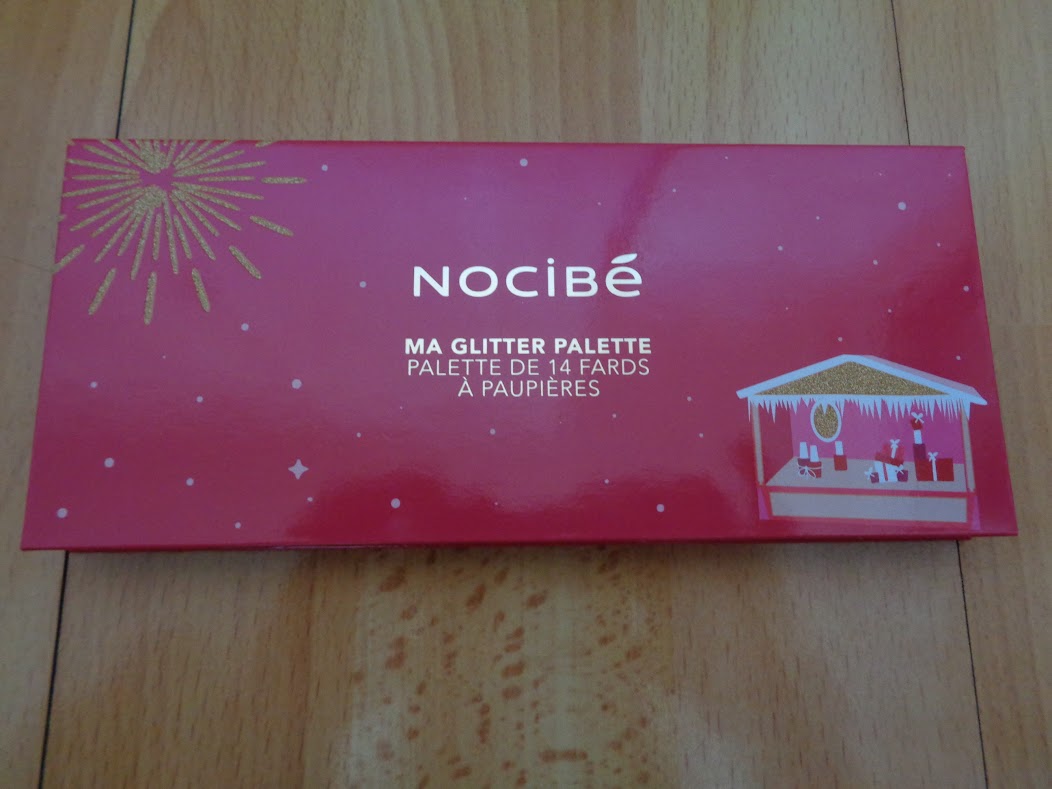 NOCIBé
MA GLITTER PALETTE
PALETTE DE 14 FARDS
À PAUPIÈRES